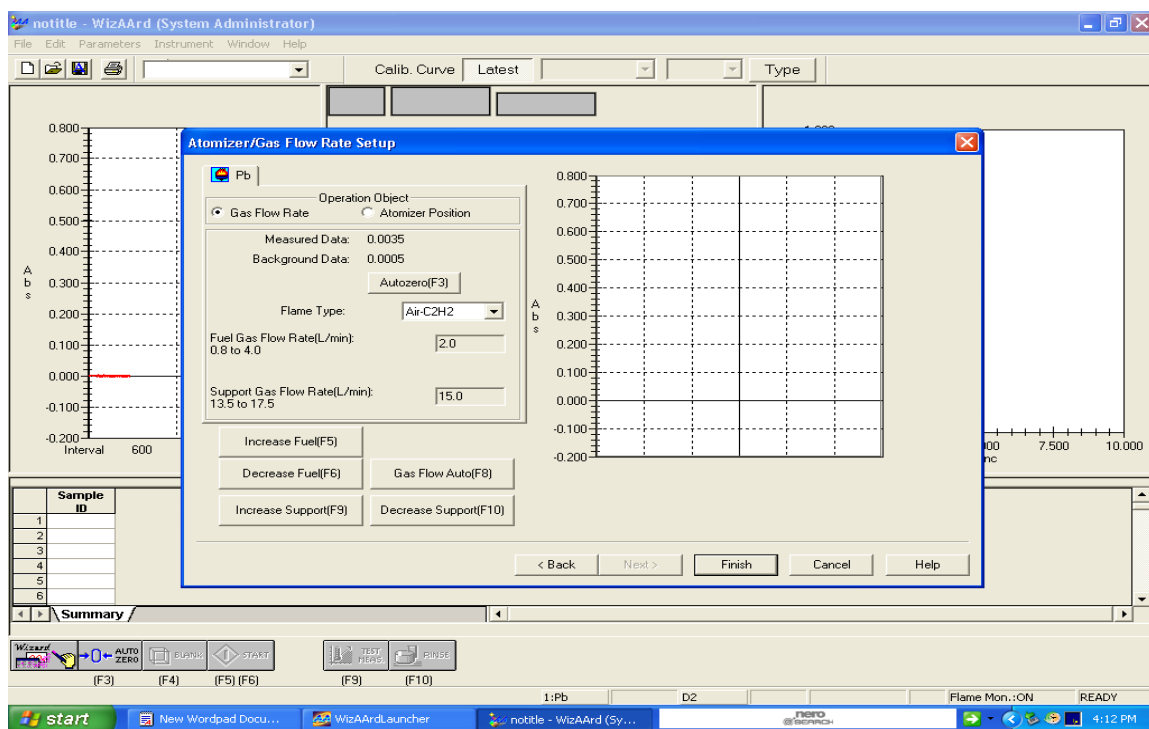 notitle - WizAArd (System Administrator)
File Edit Parameters Instrument Window Help
Calib. Curve Latest Type
Atomizer/Gas Flow Rate Setup
Pb
Operation Object
Gas Flow Rate Atomizer Position
Measured Data: 0.0035
Background Data: 0.0005
Autozero(F3)
Flame Type: Air-C2H2
Fuel Gas Flow Rate(L/min):
0.8 to 4.0
2.0
Support Gas Flow Rate(L/min):
13.5 to 17.5
15.0
Increase Fuel(F5)
Decrease Fuel(F6) Gas Flow Auto(F8)
Increase Support(F9) Decrease Support(F10)
0.800
0.700
0.600
0.500
0.400
0.300
0.200
0.100
0.000
-0.100
-0.200
Abs
< Back Next > Finish Cancel Help
0.800
0.700
0.600
0.500
0.400
0.300
0.200
0.100
0.000
-0.100
-0.200
Abs
Interval 600
7.500 10.000
Sample
ID
1
2
3
4
5
6
Summary
Wizard AUTO ZERO BLANK START TEST MEAS. RINSE
(F3) (F4) (F5) (F6) (F9) (F10)
1:Pb D2 Flame Mon.:ON READY
start New Wordpad Docu... WizAArdLauncher notitle - WizAArd (Sy... nero SEARCH 4:12 PM